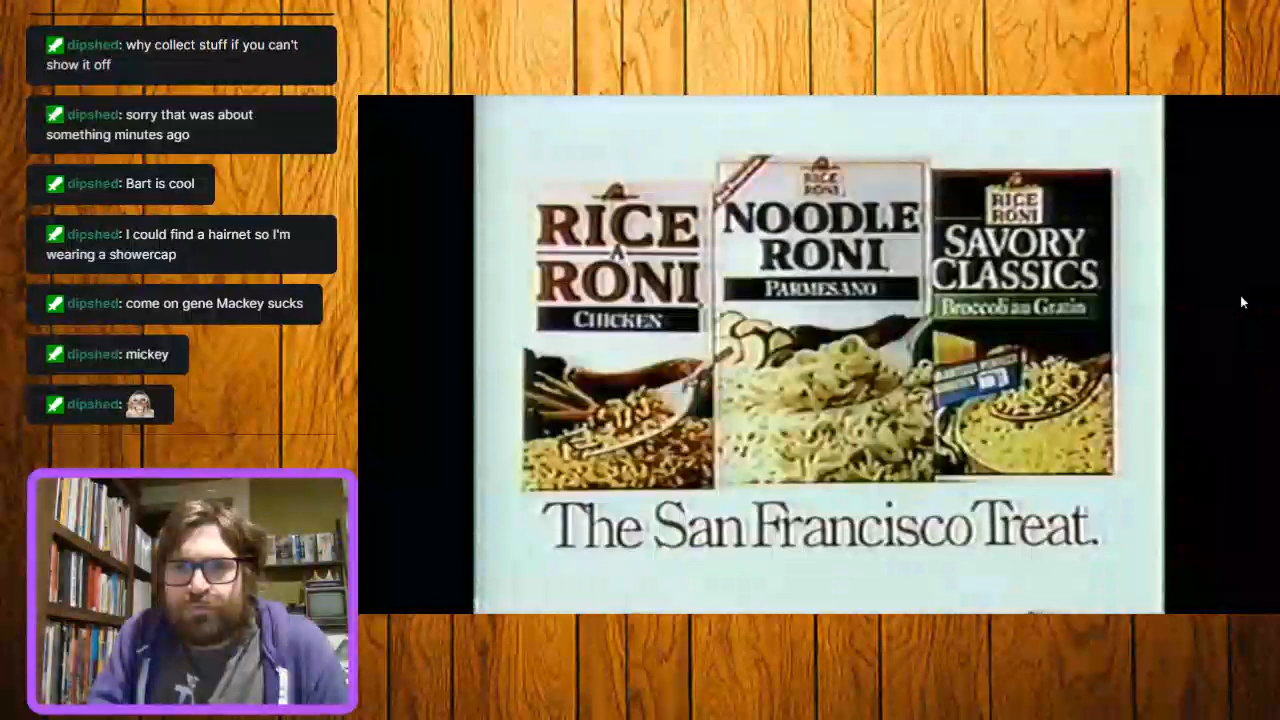 dipshed: why collect stuff if you can't
show it off
dipshed: sorry that was about
something minutes ago
dipshed: Bart is cool
dipshed: I could find a hairnet so I'm
wearing a showercap
dipshed: come on gene Mackey sucks
dipshed: mickey
dipshed:
RICE
A
RONI
CHICKEN
RICE
RONI
NOODLE
RONI
PARMESANO
RICE
RONI
SAVORY
CLASSICS
Broccoli au Gratin
The San Francisco Treat.